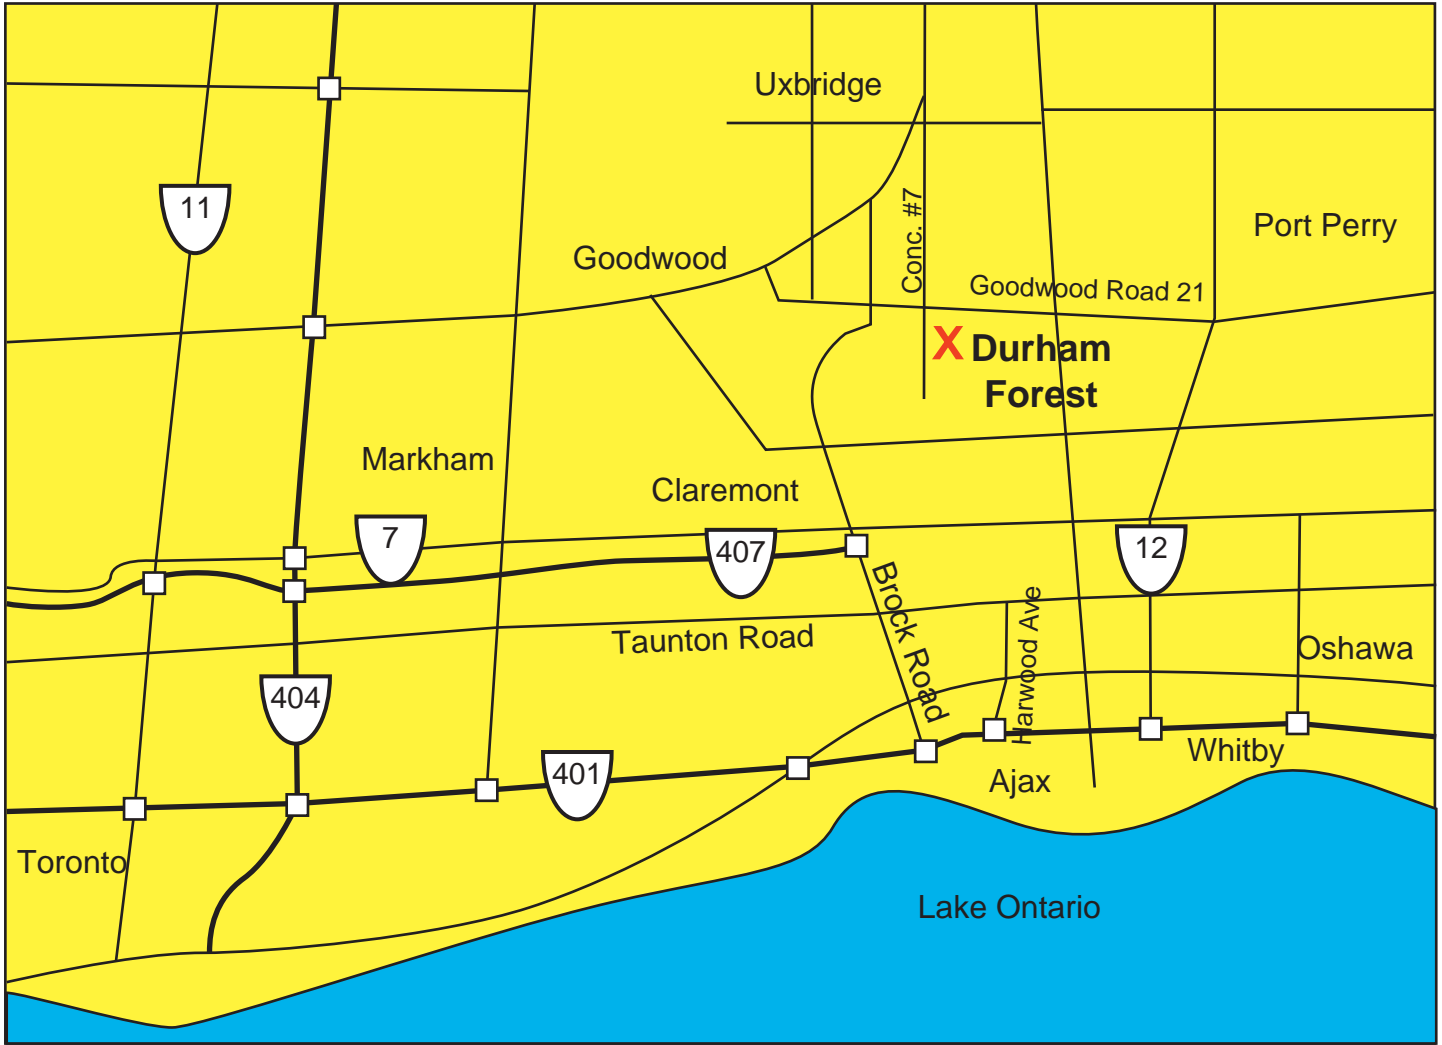 Uxbridge
11
Conc. #7
Port Perry
Goodwood
Goodwood Road 21
X Durham
Forest
Markham
Claremont
7
407
12
Brock Road
Harwood Ave
Taunton Road
Oshawa
404
401
Whitby
Ajax
Toronto
Lake Ontario